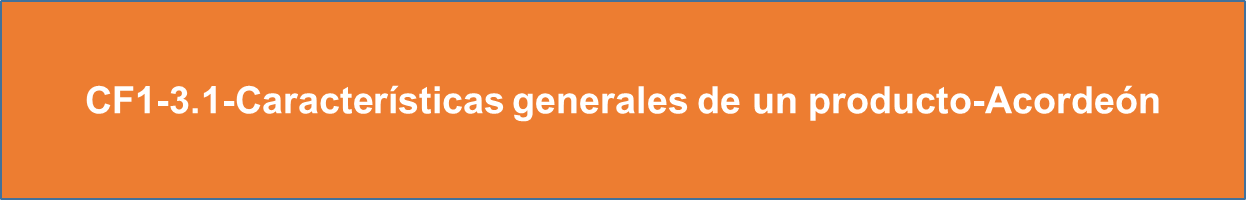 CF1-3.1-Características generales de un producto-Acordeón